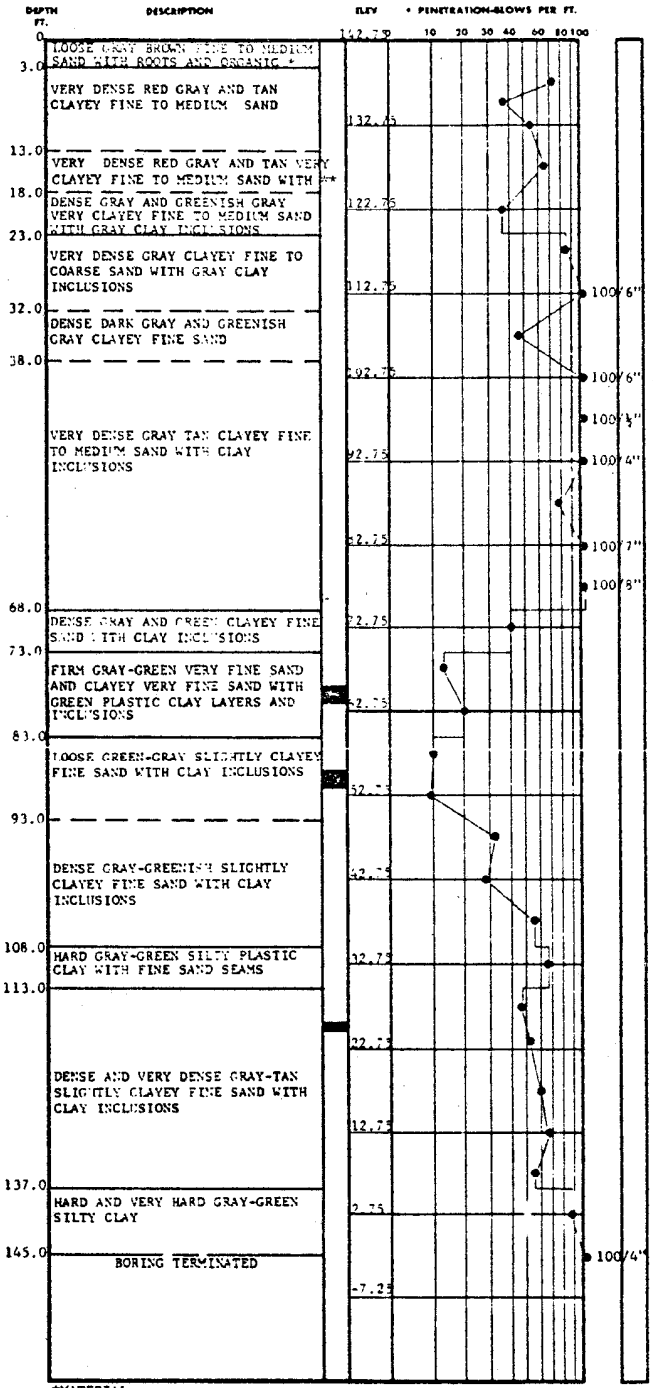 DEPTH FT. DESCRIPTION ELEV • PENETRATION-BLOWS PER FT.
0 142.75 10 20 30 40 60 80 100
LOOSE GRAY BROWN FINE TO MEDIUM
SAND WITH ROOTS AND ORGANIC *
3.0
VERY DENSE RED GRAY AND TAN
CLAYEY FINE TO MEDIUM SAND
132.75
13.0
VERY DENSE RED GRAY AND TAN VERY
CLAYEY FINE TO MEDIUM SAND WITH **
18.0
DENSE GRAY AND GREENISH GRAY
VERY CLAYEY FINE TO MEDIUM SAND
WITH GRAY CLAY INCLUSIONS
122.75
23.0
VERY DENSE GRAY CLAYEY FINE TO
COARSE SAND WITH GRAY CLAY
INCLUSIONS
112.75 100/6"
32.0
DENSE DARK GRAY AND GREENISH
GRAY CLAYEY FINE SAND
38.0
102.75 100/6"
VERY DENSE GRAY TAN CLAYEY FINE
TO MEDIUM SAND WITH CLAY
INCLUSIONS
92.75 100/4"
82.75 100/7"
100/8"
68.0
DENSE GRAY AND GREEN CLAYEY FINE
SAND WITH CLAY INCLUSIONS
72.75
73.0
FIRM GRAY-GREEN VERY FINE SAND
AND CLAYEY VERY FINE SAND WITH
GREEN PLASTIC CLAY LAYERS AND
INCLUSIONS
62.75
83.0
LOOSE GREEN-GRAY SLIGHTLY CLAYEY
FINE SAND WITH CLAY INCLUSIONS
52.75
93.0
DENSE GRAY-GREENISH SLIGHTLY
CLAYEY FINE SAND WITH CLAY
INCLUSIONS
42.75
108.0
HARD GRAY-GREEN SILTY PLASTIC
CLAY WITH FINE SAND SEAMS
32.75
113.0
22.75
DENSE AND VERY DENSE GRAY-TAN
SLIGHTLY CLAYEY FINE SAND WITH
CLAY INCLUSIONS
12.75
137.0
HARD AND VERY HARD GRAY-GREEN
SILTY CLAY
2.75
145.0 100/4"
BORING TERMINATED
-7.25
*MATERIAL